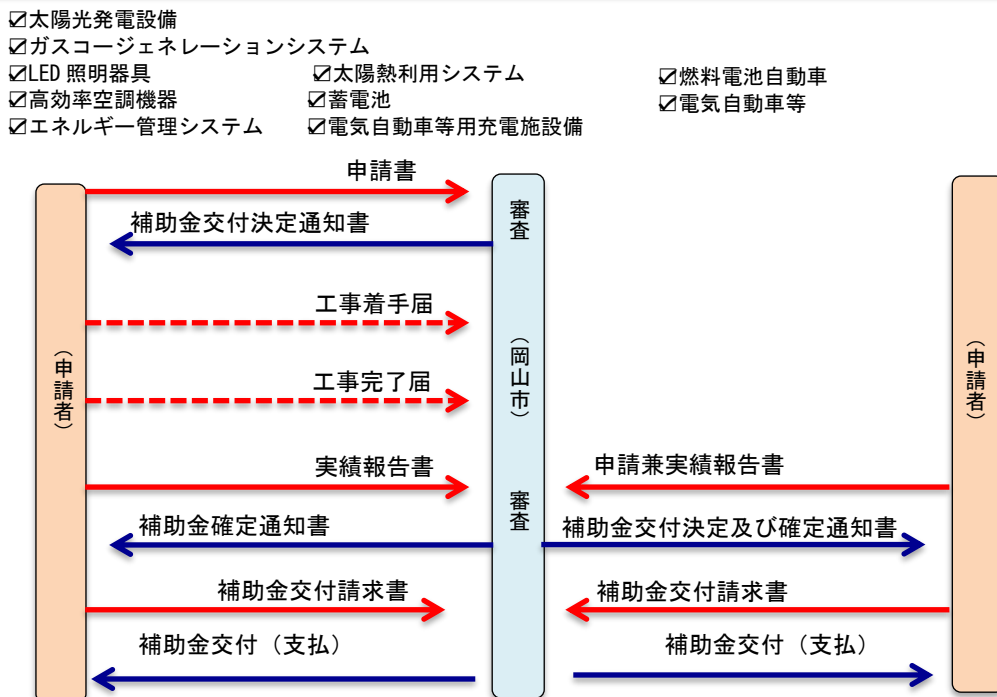 ☑太陽光発電設備
☑ガスコージェネレーションシステム
☑LED 照明器具 ☑太陽熱利用システム ☑燃料電池自動車
☑高効率空調機器 ☑蓄電池 ☑電気自動車等
☑エネルギー管理システム ☑電気自動車等用充電施設備
申請書
補助金交付決定通知書
工事着手届
工事完了届
実績報告書
補助金確定通知書
補助金交付請求書
補助金交付（支払）
（申請者）
審査
（岡山市）
審査
申請兼実績報告書
補助金交付決定及び確定通知書
補助金交付請求書
補助金交付（支払）
（申請者）